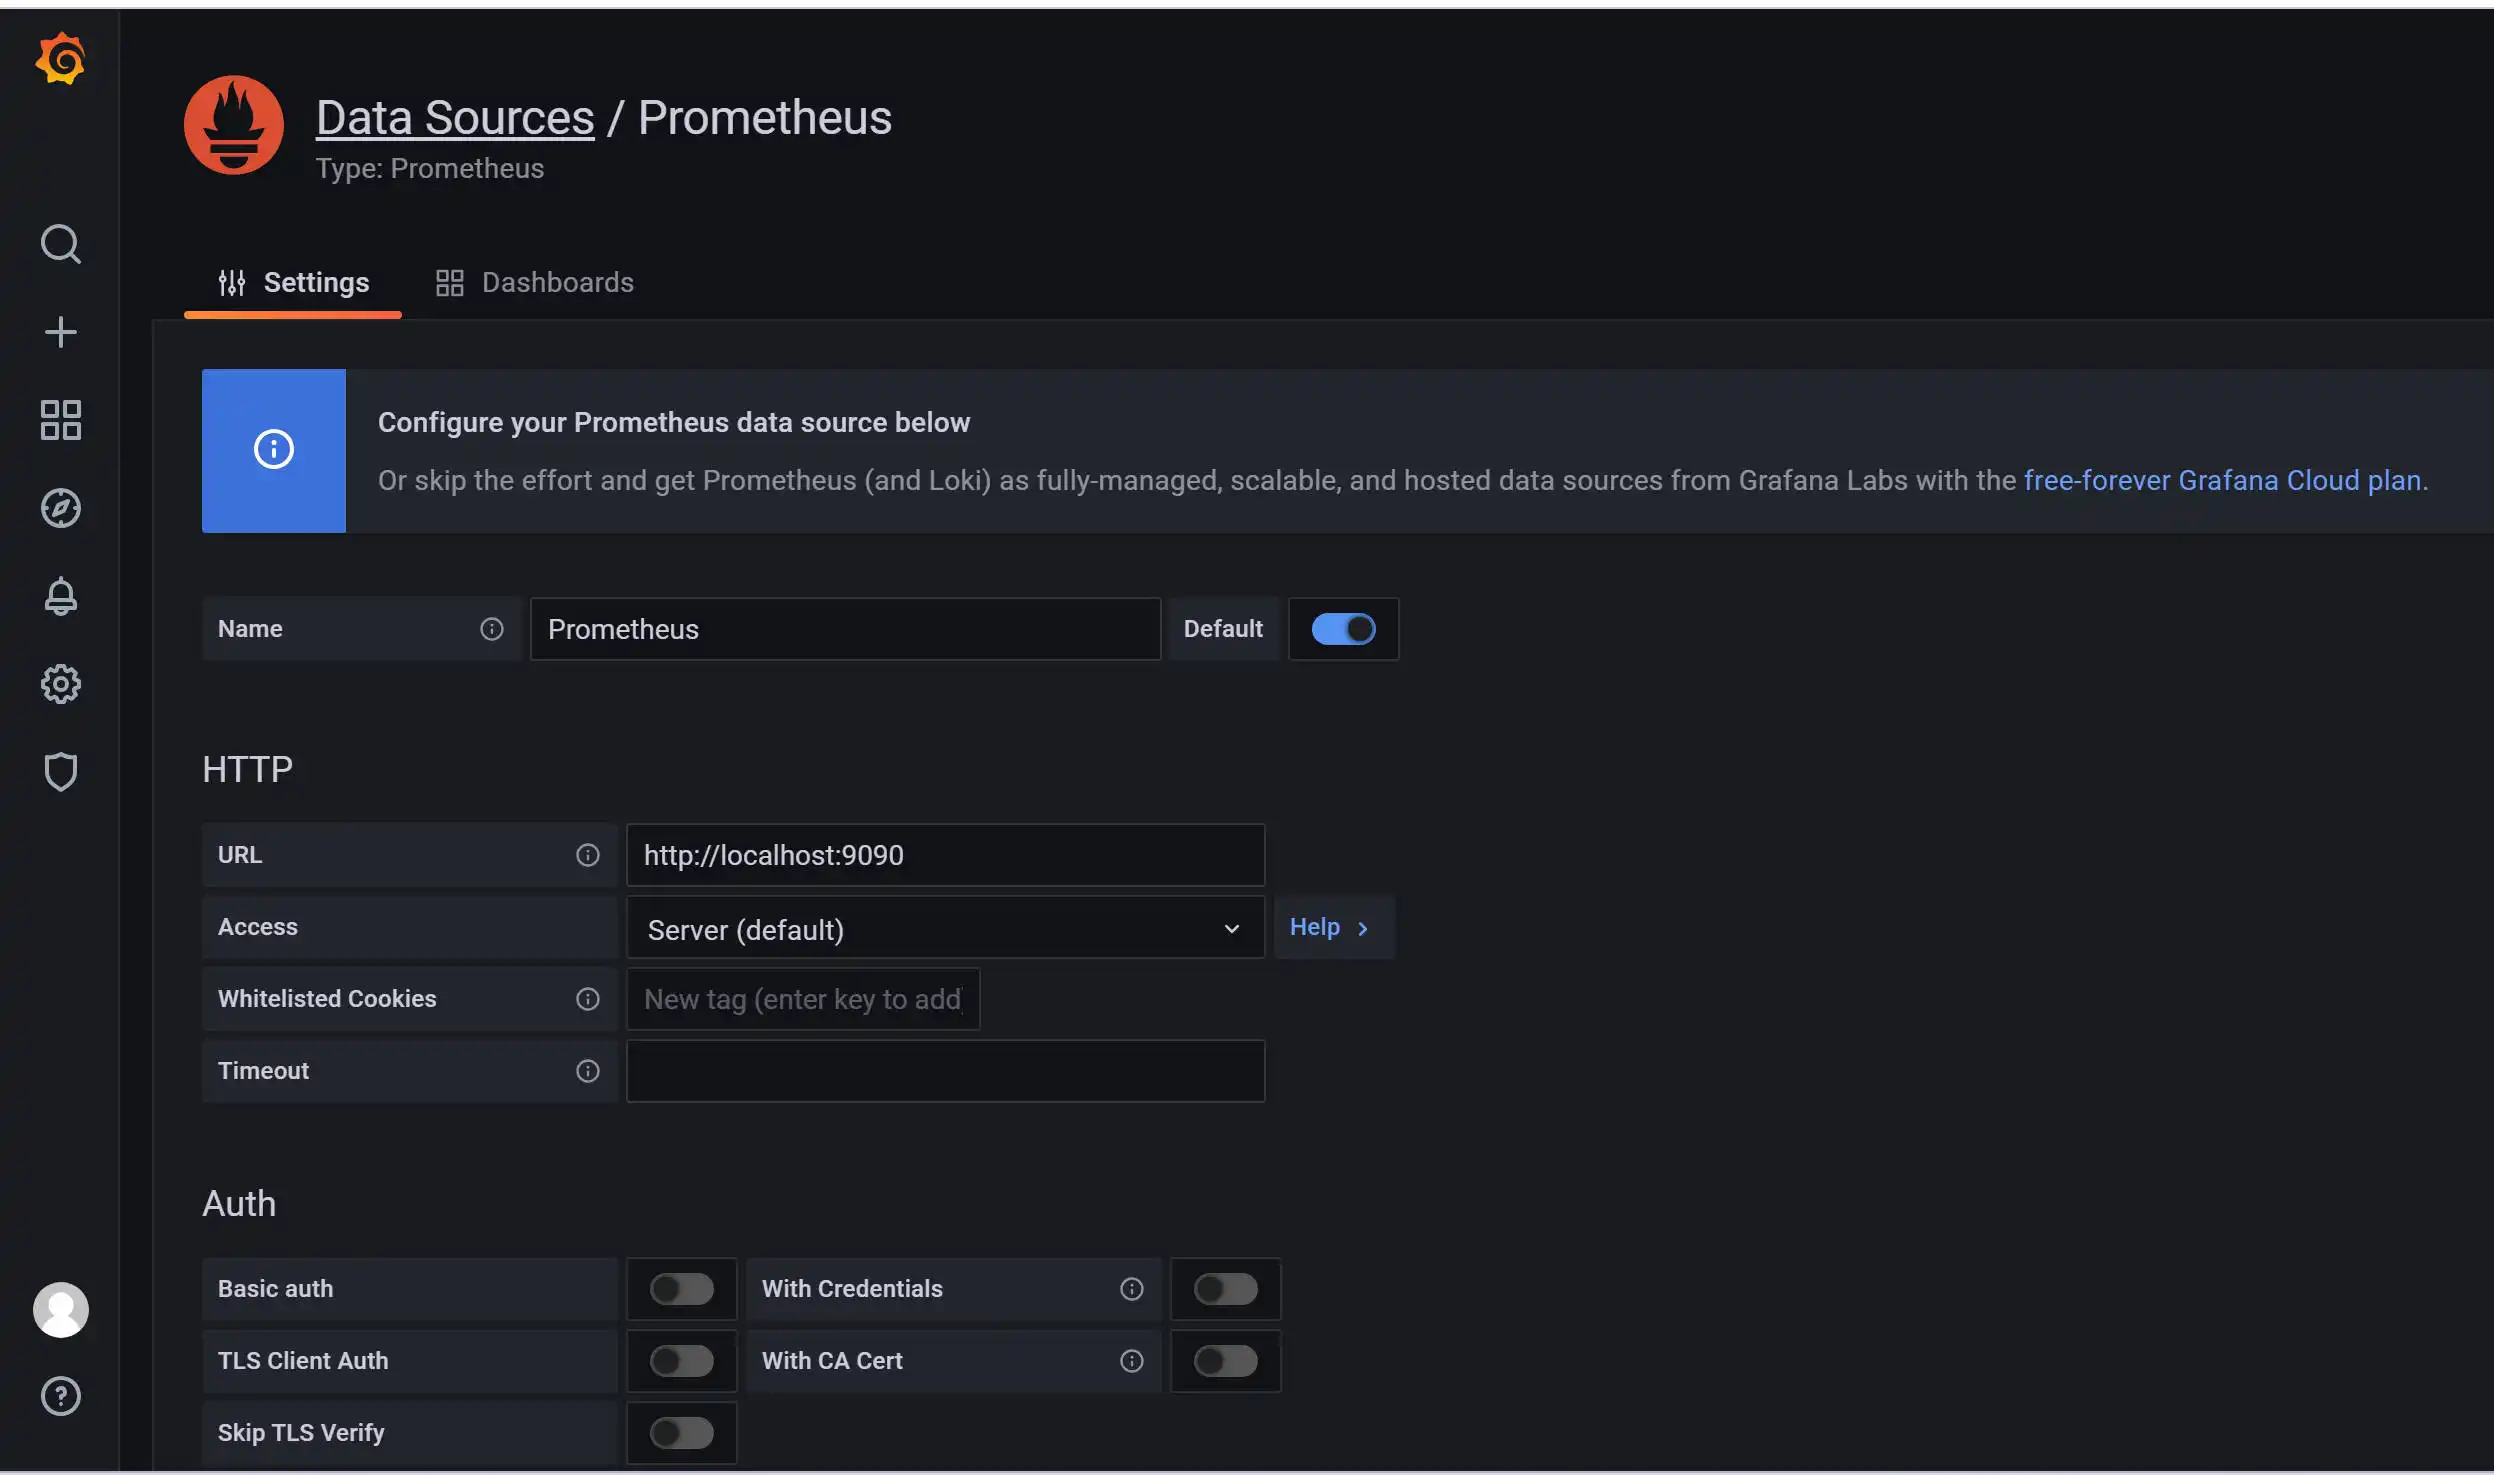 Data Sources / Prometheus
Type: Prometheus
Settings
Dashboards
Configure your Prometheus data source below
Or skip the effort and get Prometheus (and Loki) as fully-managed, scalable, and hosted data sources from Grafana Labs with the free-forever Grafana Cloud plan.
Name
Prometheus
Default
HTTP
URL
http://localhost:9090
Access
Server (default)
Help
Whitelisted Cookies
New tag (enter key to add)
Timeout
Auth
Basic auth
With Credentials
TLS Client Auth
With CA Cert
Skip TLS Verify